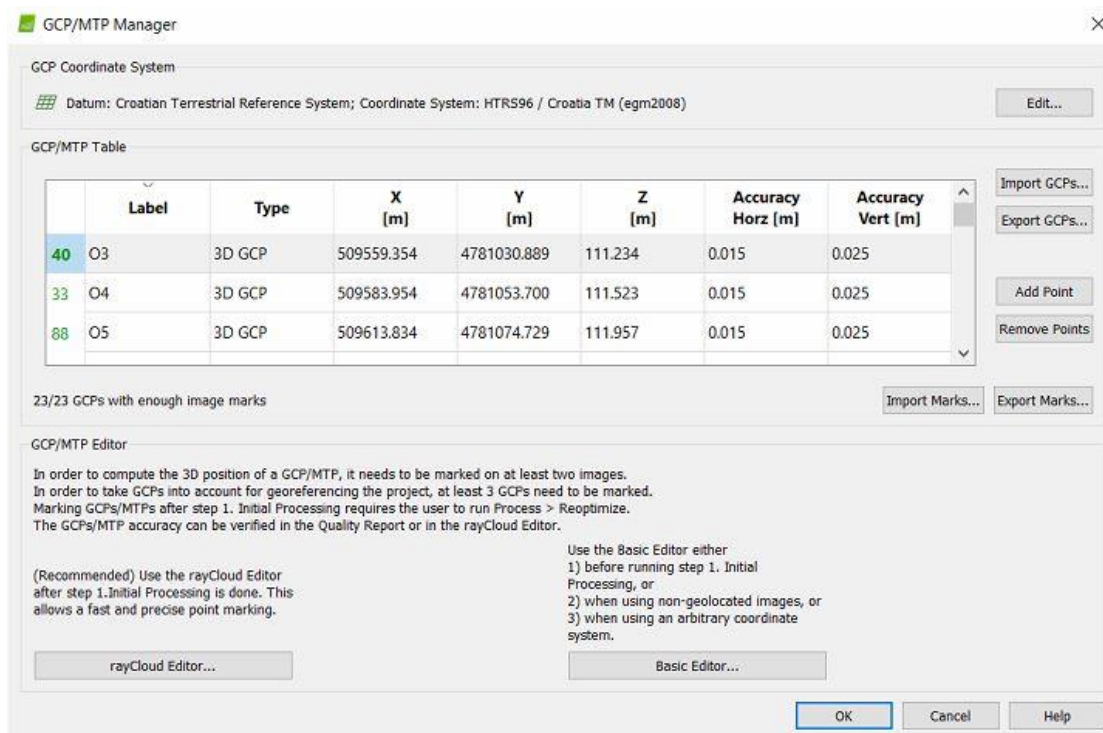 GCP/MTP Manager
GCP Coordinate System
Datum: Croatian Terrestrial Reference System; Coordinate System: HTRS96 / Croatia TM (egm2008)
Edit...
GCP/MTP Table
Label Type X [m] Y [m] Z [m] Accuracy Horz [m] Accuracy Vert [m]
40 O3 3D GCP 509559.354 4781030.889 111.234 0.015 0.025
33 O4 3D GCP 509583.954 4781053.700 111.523 0.015 0.025
88 O5 3D GCP 509613.834 4781074.729 111.957 0.015 0.025
Import GCPs...
Export GCPs...
Add Point
Remove Points
23/23 GCPs with enough image marks
Import Marks...
Export Marks...
GCP/MTP Editor
In order to compute the 3D position of a GCP/MTP, it needs to be marked on at least two images.
In order to take GCPs into account for georeferencing the project, at least 3 GCPs need to be marked.
Marking GCPs/MTPs after step 1. Initial Processing requires the user to run Process > Reoptimize.
The GCPs/MTP accuracy can be verified in the Quality Report or in the rayCloud Editor.
(Recommended) Use the rayCloud Editor
after step 1.Initial Processing is done. This
allows a fast and precise point marking.
rayCloud Editor...
Use the Basic Editor either
1) before running step 1. Initial
Processing, or
2) when using non-geolocated images, or
3) when using an arbitrary coordinate
system.
Basic Editor...
OK
Cancel
Help